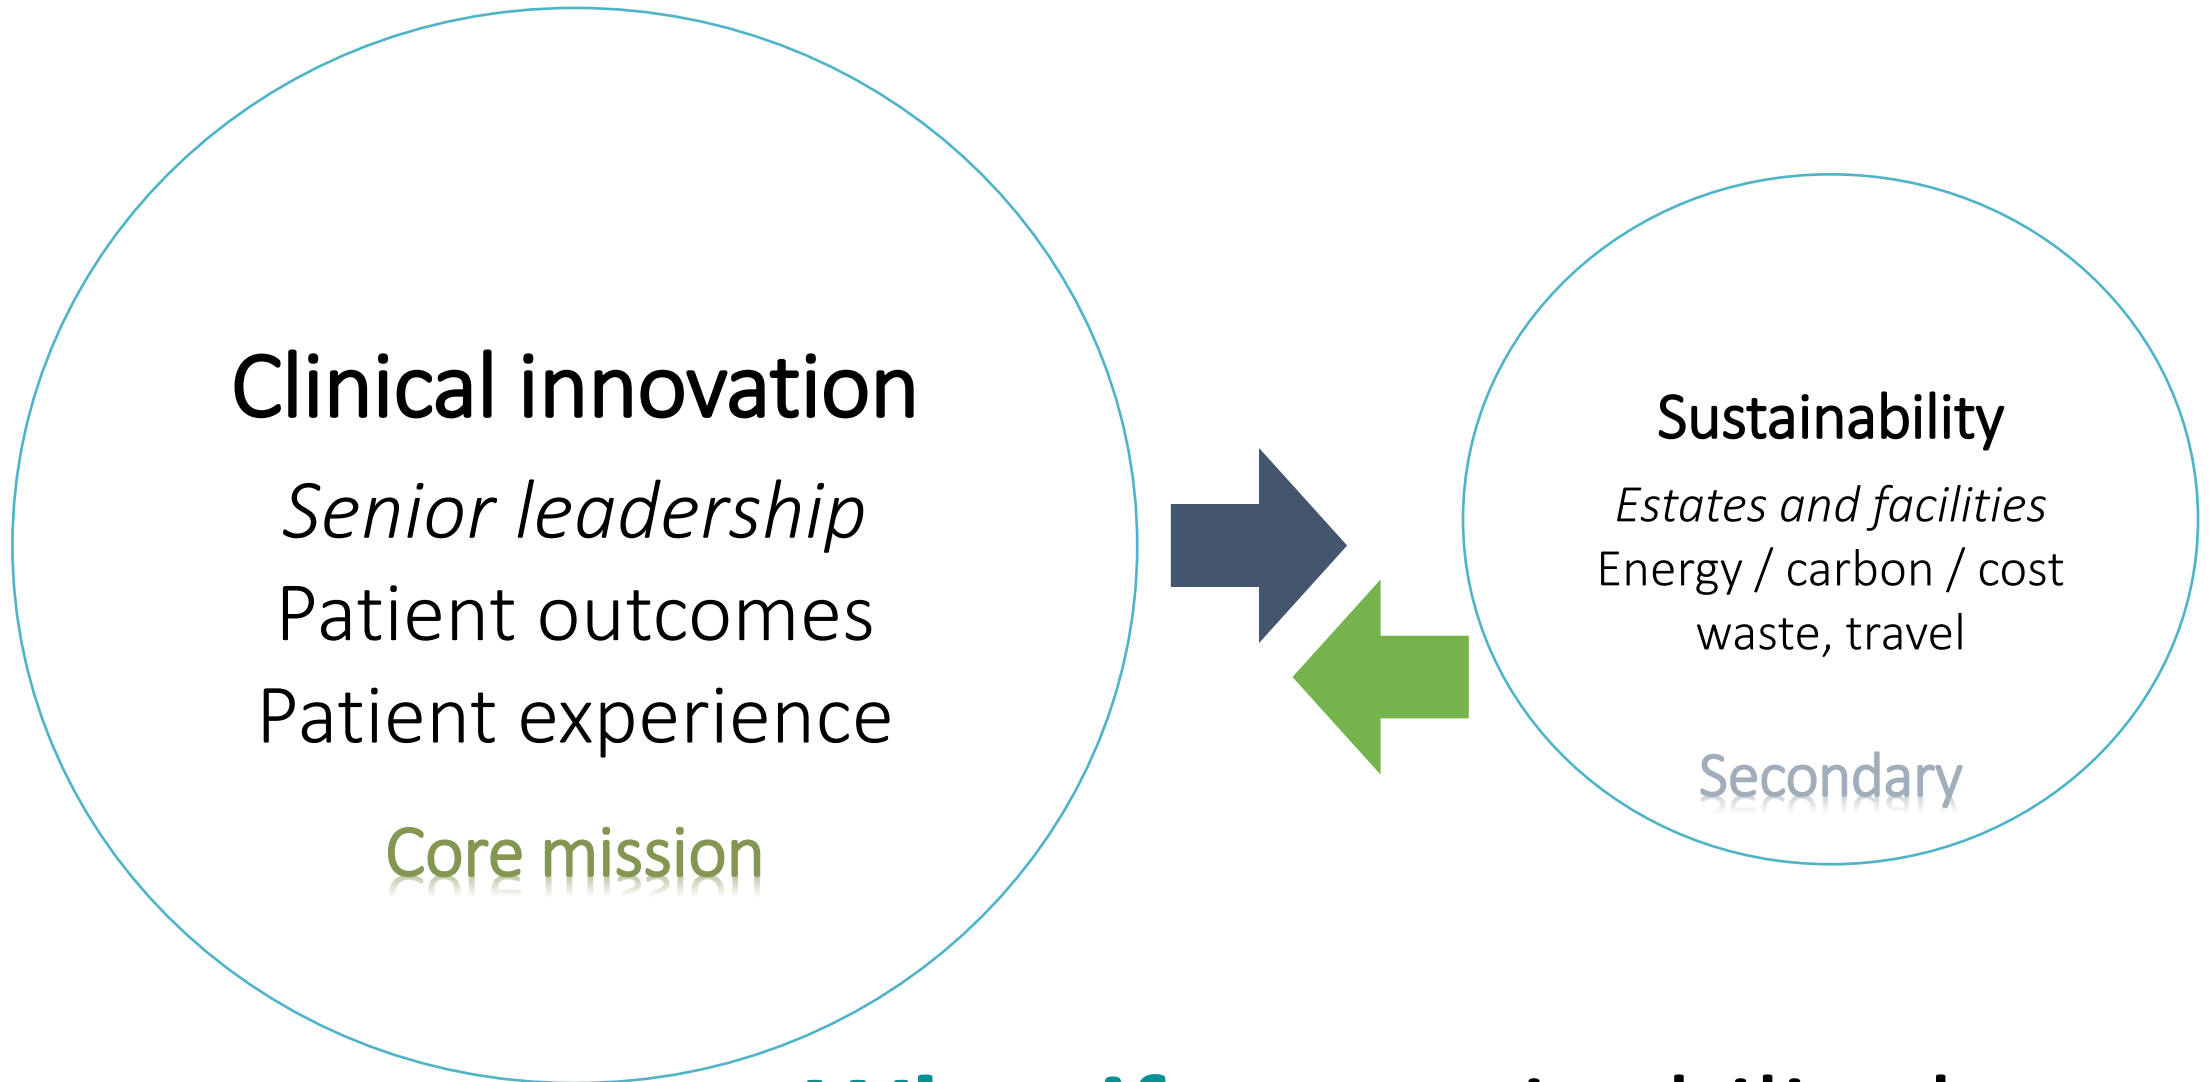 Clinical innovation
Senior leadership
Patient outcomes
Patient experience
Core mission
Sustainability
Estates and facilities
Energy / carbon / cost
waste, travel
Secondary